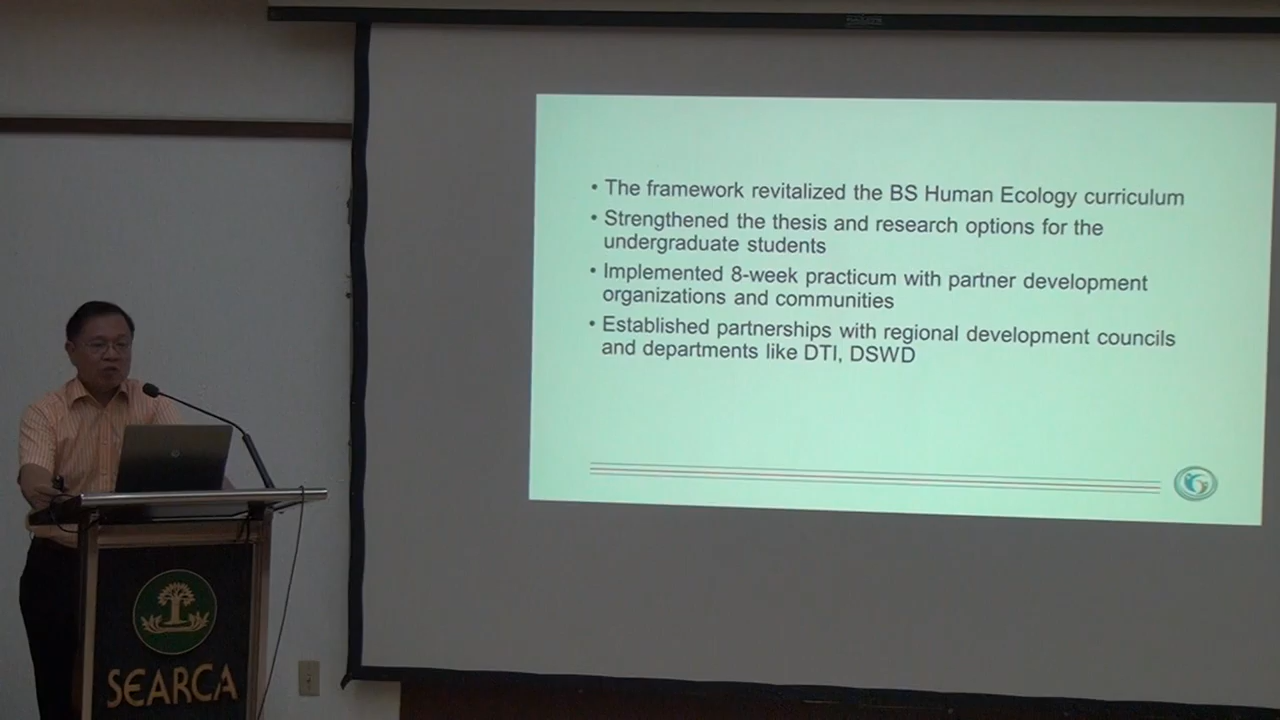 • The framework revitalized the BS Human Ecology curriculum
• Strengthened the thesis and research options for the
undergraduate students
• Implemented 8-week practicum with partner development
organizations and communities
• Established partnerships with regional development councils
and departments like DTI, DSWD
SEARCA